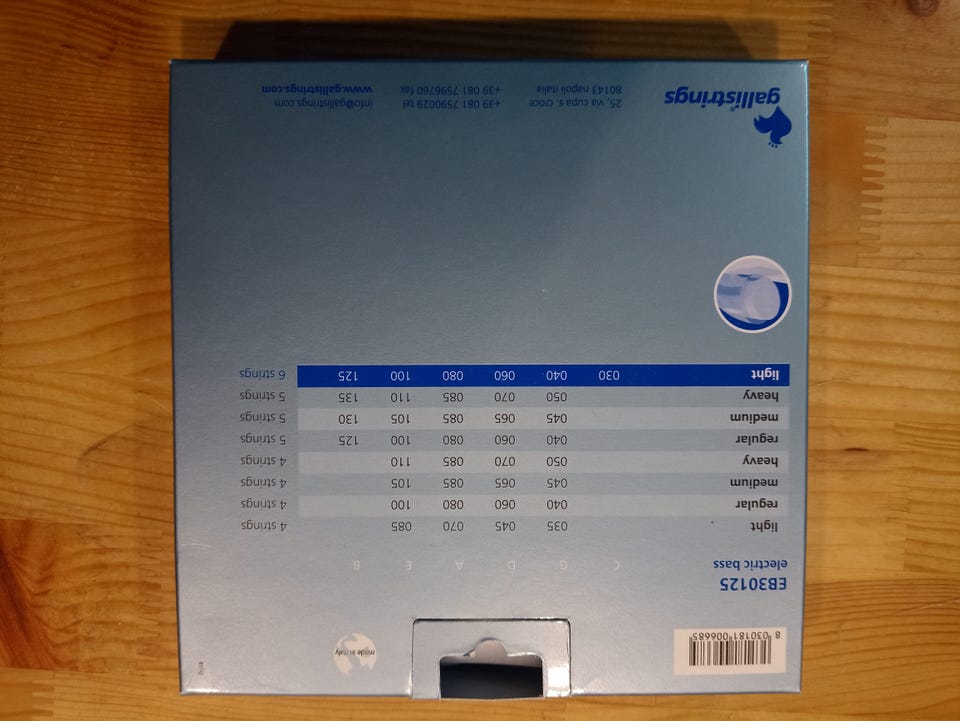 8 030181 006685
made in italy
EB30125
electric bass
C G D A E B
light 035 045 070 085 4 strings
regular 040 060 080 100 4 strings
medium 045 065 085 105 4 strings
heavy 050 070 085 110 4 strings
regular 040 060 080 100 125 5 strings
medium 045 065 085 105 130 5 strings
heavy 050 070 085 110 135 5 strings
light 030 040 060 080 100 125 6 strings
gallistrings®
25, via cupa s. croce
80143 napoli italia
+39 081 7590029 tel
+39 081 7596760 fax
info@gallistrings.com
www.gallistrings.com